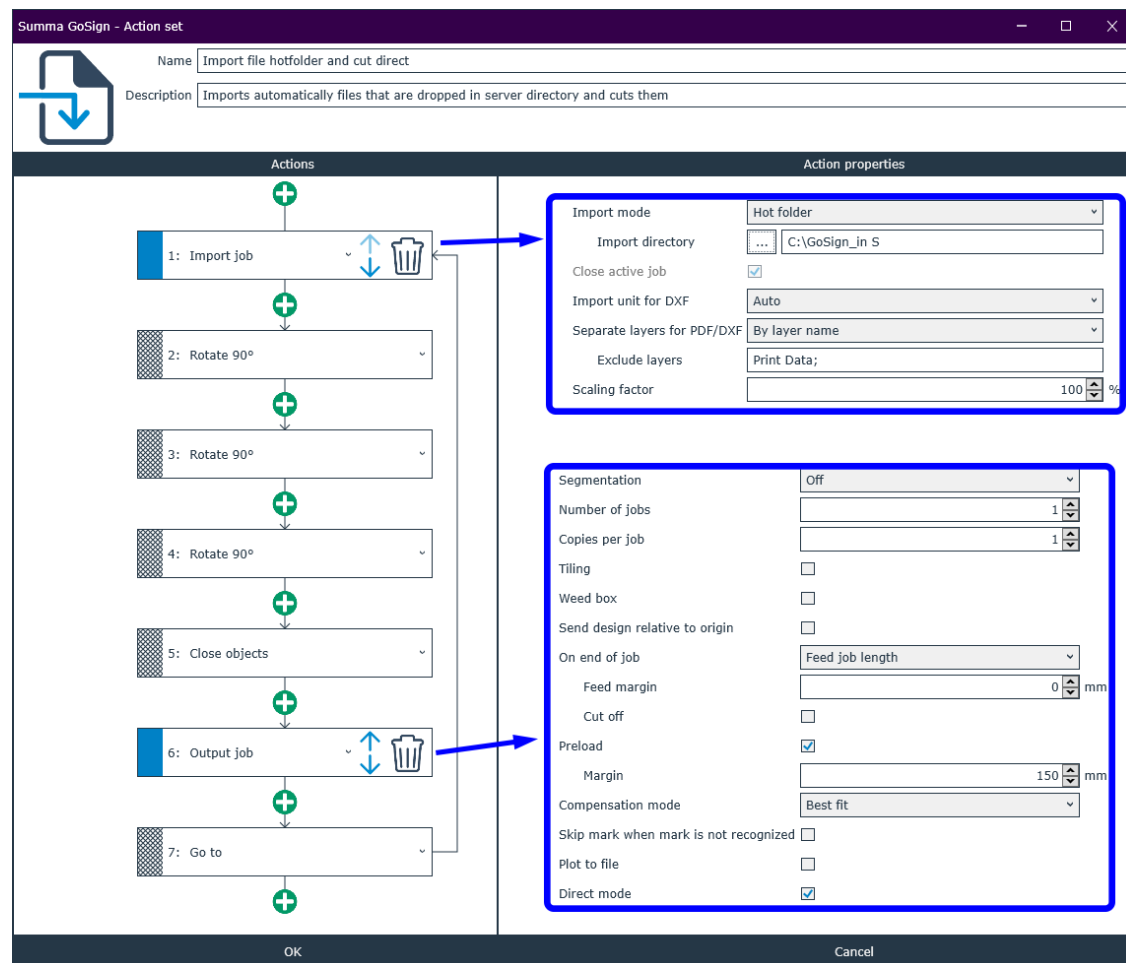 Summa GoSign - Action set
Name Import file hotfolder and cut direct
Description Imports automatically files that are dropped in server directory and cuts them
Actions
1: Import job
2: Rotate 90°
3: Rotate 90°
4: Rotate 90°
5: Close objects
6: Output job
7: Go to
Action properties
Import mode Hot folder
Import directory ... C:\GoSign_in S
Close active job
Import unit for DXF Auto
Separate layers for PDF/DXF By layer name
Exclude layers Print Data;
Scaling factor 100 %
Segmentation Off
Number of jobs 1
Copies per job 1
Tiling
Weed box
Send design relative to origin
On end of job Feed job length
Feed margin 0 mm
Cut off
Preload
Margin 150 mm
Compensation mode Best fit
Skip mark when mark is not recognized
Plot to file
Direct mode
OK Cancel